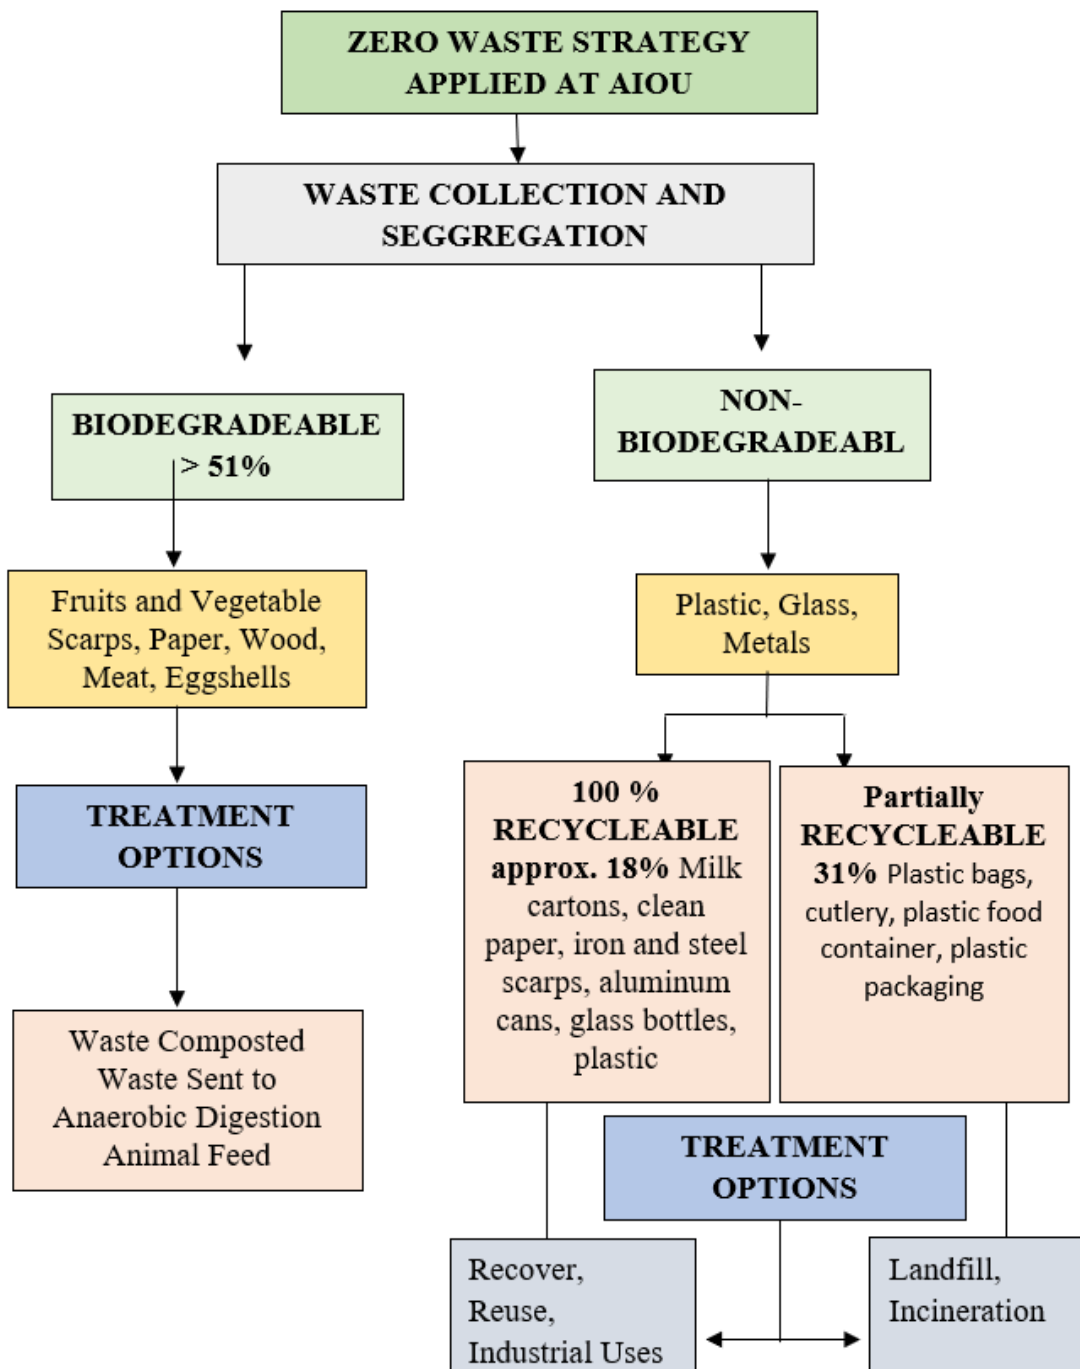 ZERO WASTE STRATEGY
APPLIED AT AIOU
WASTE COLLECTION AND
SEGGREGATION
BIODEGRADEABLE
> 51%
NON-
BIODEGRADEABL
Fruits and Vegetable
Scarps, Paper, Wood,
Meat, Eggshells
Plastic, Glass,
Metals
TREATMENT
OPTIONS
Waste Composted
Waste Sent to
Anaerobic Digestion
Animal Feed
100 %
RECYCLEABLE
approx. 18% Milk
cartons, clean
paper, iron and steel
scarps, aluminum
cans, glass bottles,
plastic
Partially
RECYCLEABLE
31% Plastic bags,
cutlery, plastic food
container, plastic
packaging
TREATMENT
OPTIONS
Recover,
Reuse,
Industrial Uses
Landfill,
Incineration